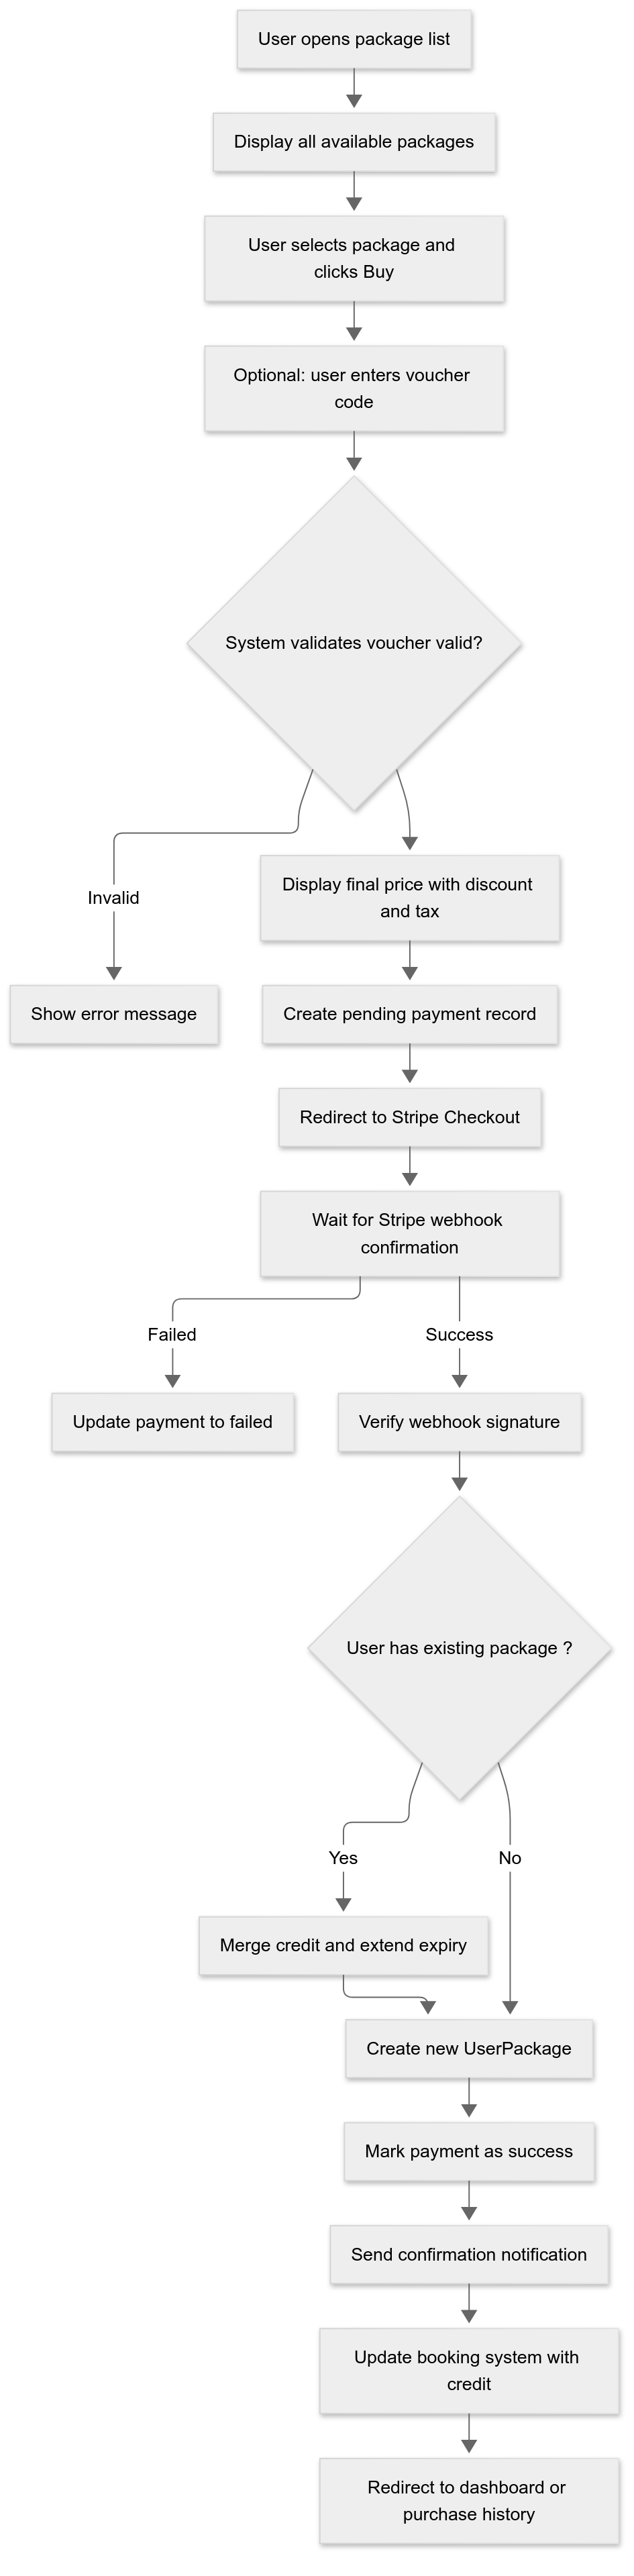 User opens package list
Display all available packages
User selects package and
clicks Buy
Optional: user enters voucher
code
System validates voucher valid?
Invalid
Display final price with discount
and tax
Show error message
Create pending payment record
Redirect to Stripe Checkout
Wait for Stripe webhook
confirmation
Failed
Success
Update payment to failed
Verify webhook signature
User has existing package ?
Yes
No
Merge credit and extend expiry
Create new UserPackage
Mark payment as success
Send confirmation notification
Update booking system with
credit
Redirect to dashboard or
purchase history